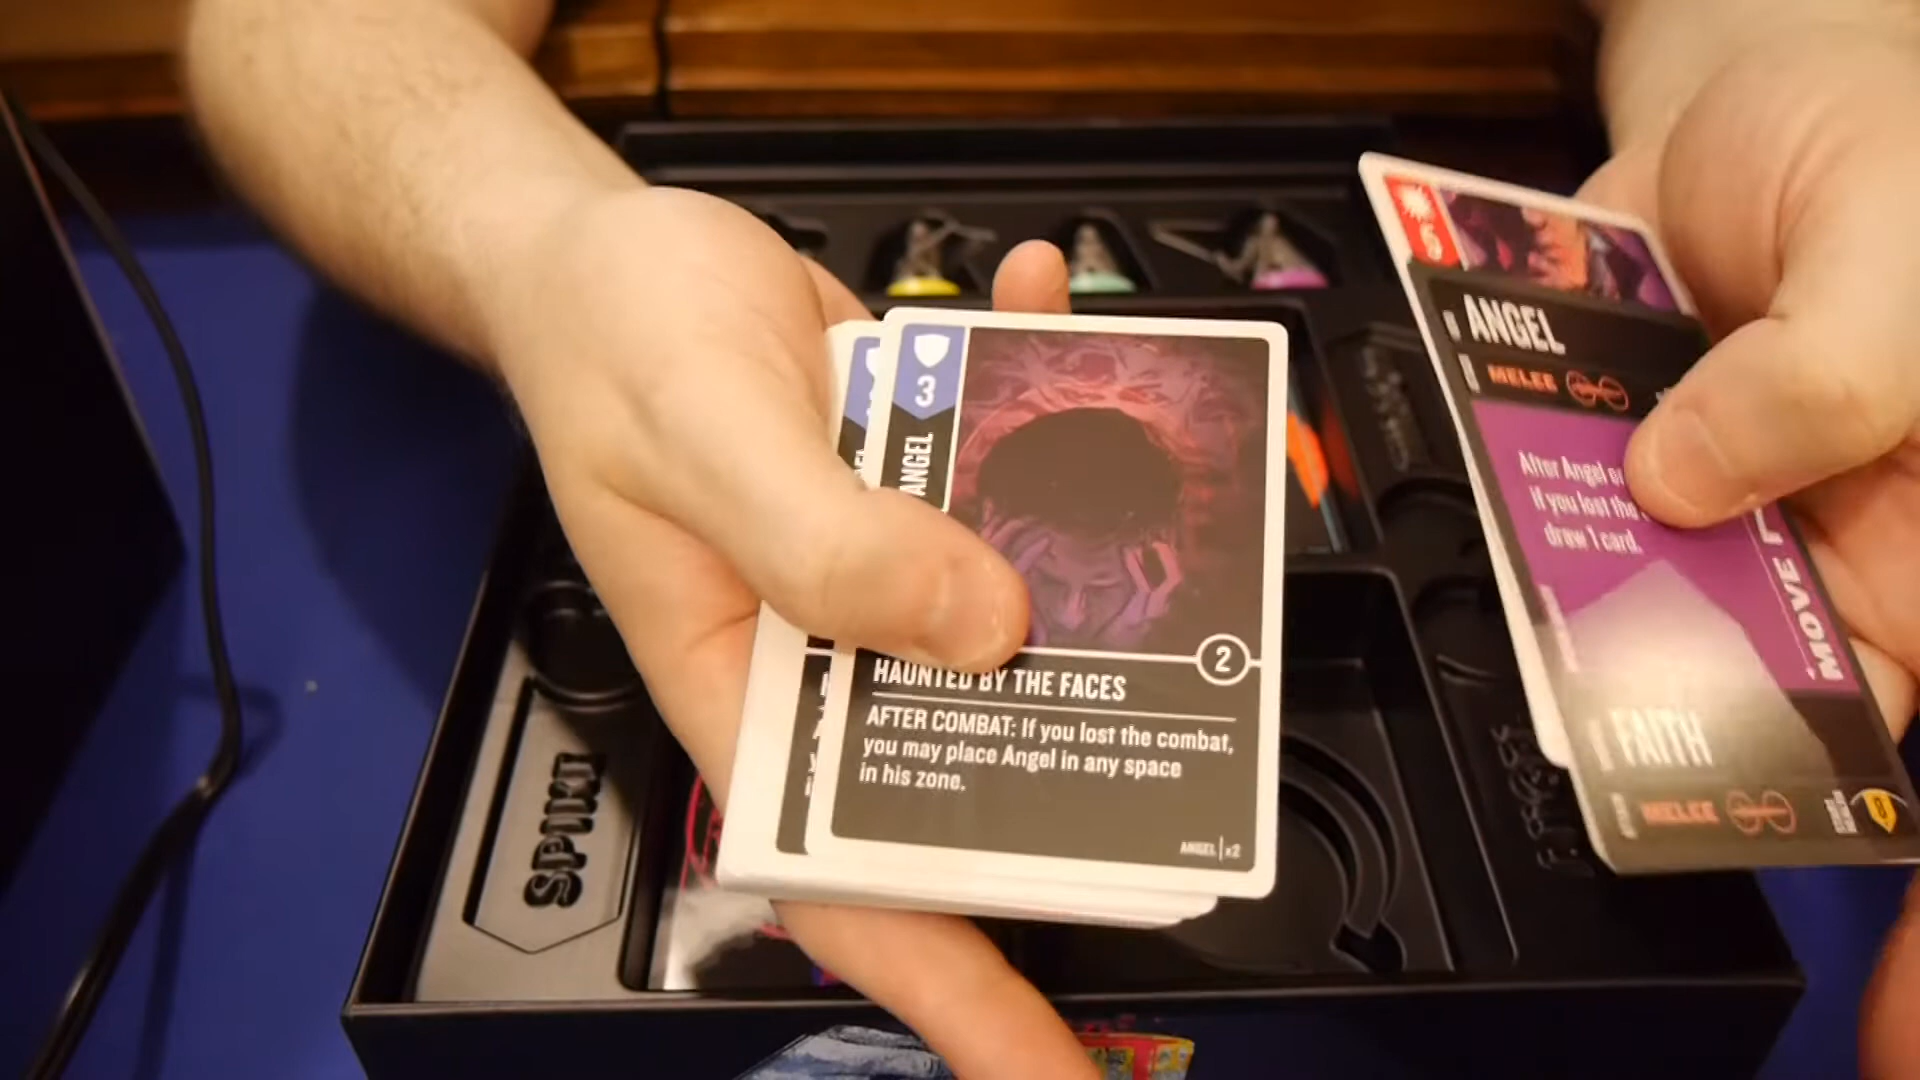 3
ANGEL
2
HAUNTED BY THE FACES
AFTER COMBAT: If you lost the combat,
you may place Angel in any space
in his zone.
ANGEL x2
6
ANGEL
MELEE
After Angel
if you lost the
draw 1 card.
MOVE
FAITH
MELEE
8
SPIKE